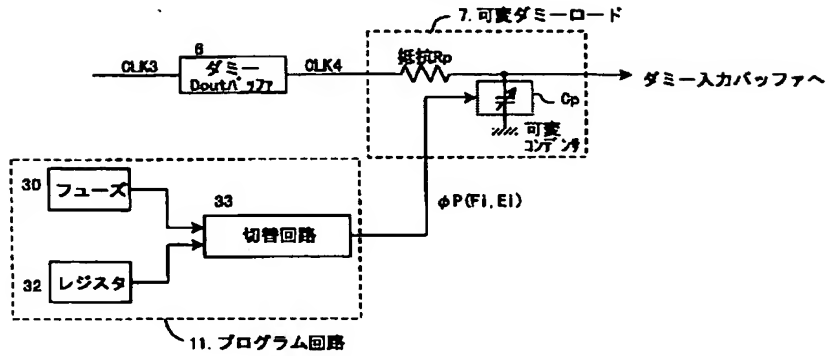 7.可変ダミーロード
6
CLK3
ダミー
Doutバッファ
CLK4
抵抗Rp
ダミー入力バッファへ
Cp
可変
コンデンサ
30
フューズ
33
切替回路
φP(Fi,Ei)
32
レジスタ
11.プログラム回路